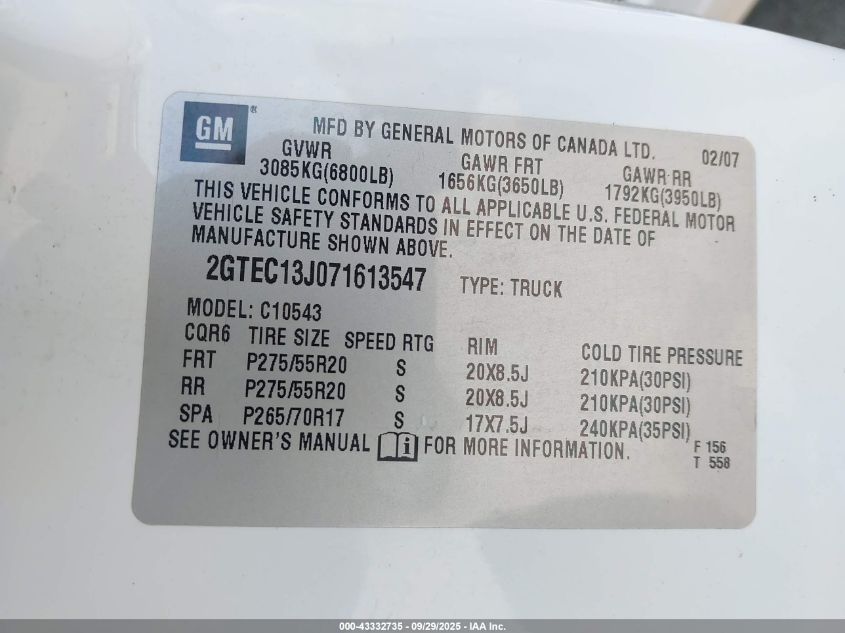 GM ®
MFD BY GENERAL MOTORS OF CANADA LTD. 02/07
GVWR GAWR FRT GAWR RR
3085KG(6800LB) 1656KG(3650LB) 1792KG(3950LB)
THIS VEHICLE CONFORMS TO ALL APPLICABLE U.S. FEDERAL MOTOR
VEHICLE SAFETY STANDARDS IN EFFECT ON THE DATE OF
MANUFACTURE SHOWN ABOVE.
2GTEC13J071613547 TYPE: TRUCK
MODEL: C10543
CQR6 TIRE SIZE SPEED RTG RIM COLD TIRE PRESSURE
FRT P275/55R20 S 20X8.5J 210KPA(30PSI)
RR P275/55R20 S 20X8.5J 210KPA(30PSI)
SPA P265/70R17 S 17X7.5J 240KPA(35PSI)
SEE OWNER'S MANUAL i FOR MORE INFORMATION.
F 156
T 558
000-43332735 - 09/29/2025 - IAA Inc.